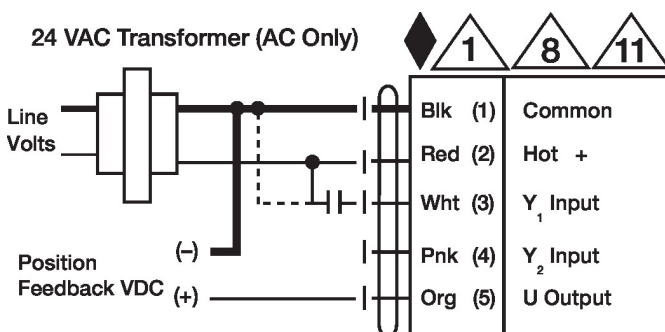 24 VAC Transformer (AC Only)
1 8 11
Line
Volts
Blk (1) Common
Red (2) Hot +
Wht (3) Y1 Input
Pnk (4) Y2 Input
Org (5) U Output
Position
Feedback VDC
(–)
(+)